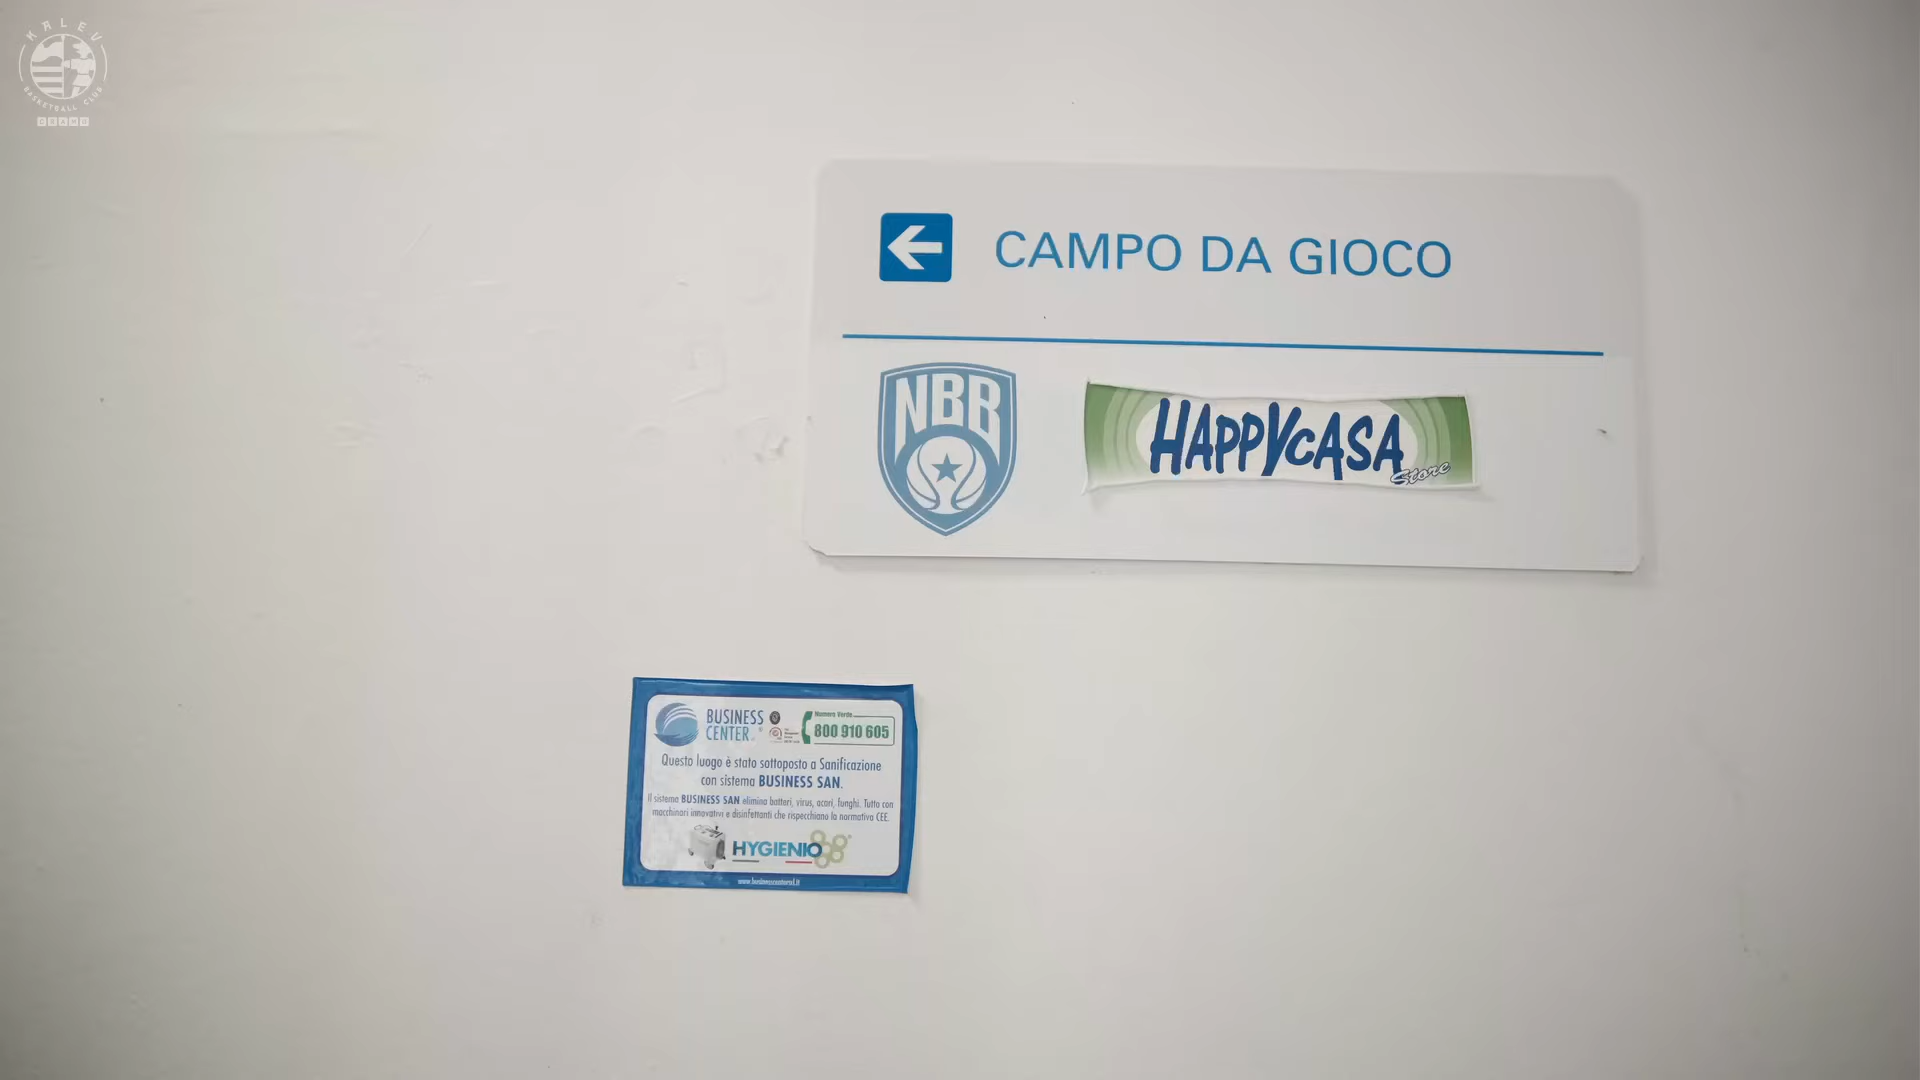 KALEV
BASKETBALL CLUB
CRAMO
CAMPO DA GIOCO
NBB
HAPPYCASA
Store
BUSINESS
CENTER
Numero Verde
800 910 605
Questo luogo è stato sottoposto a Sanificazione
con sistema BUSINESS SAN.
Il sistema BUSINESS SAN elimina batteri, virus, acari, funghi. Tutto con
macchinari innovativi e disinfettanti che rispecchiano la normativa CEE.
HYGIENIO